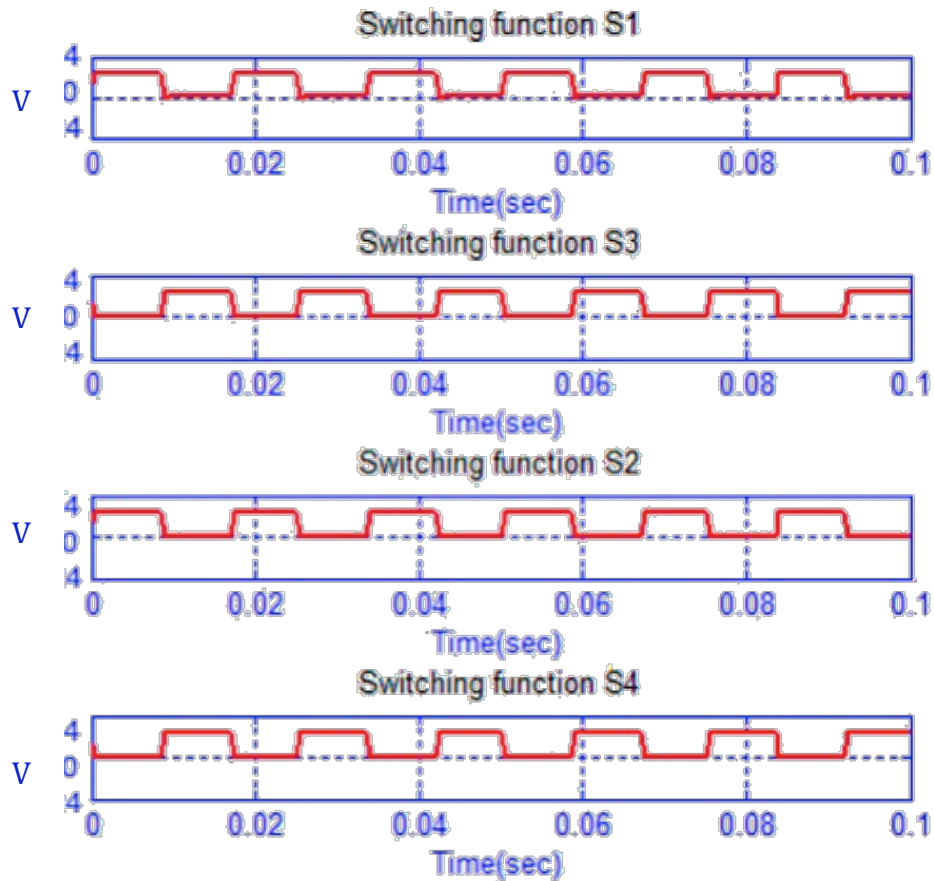 Switching function S1
4
0
4
V
0 0.02 0.04 0.06 0.08 0.1
Time(sec)
Switching function S3
4
0
4
V
0 0.02 0.04 0.06 0.08 0.1
Time(sec)
Switching function S2
4
0
4
V
0 0.02 0.04 0.06 0.08 0.1
Time(sec)
Switching function S4
4
0
4
V
0 0.02 0.04 0.06 0.08 0.1
Time(sec)